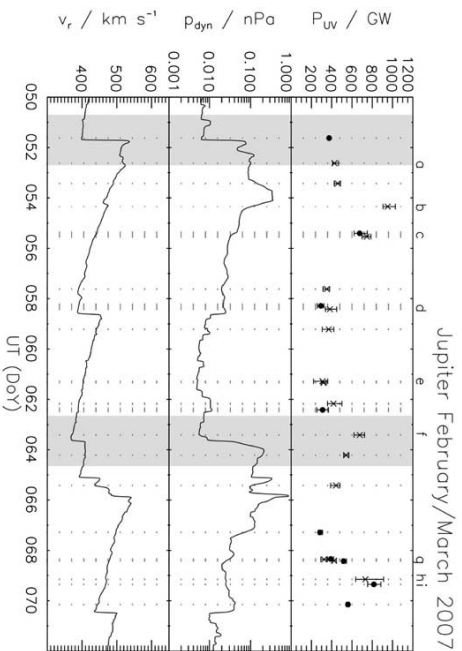 Jupiter February/March 2007
a b c d e f g hi
P_UV / GW
1200
1000
800
600
400
200
p_dyn / nPa
1.000
0.100
0.010
0.001
v_r / km s⁻¹
600
500
400
050 052 054 056 058 060 062 064 066 068 070
UT (DoY)